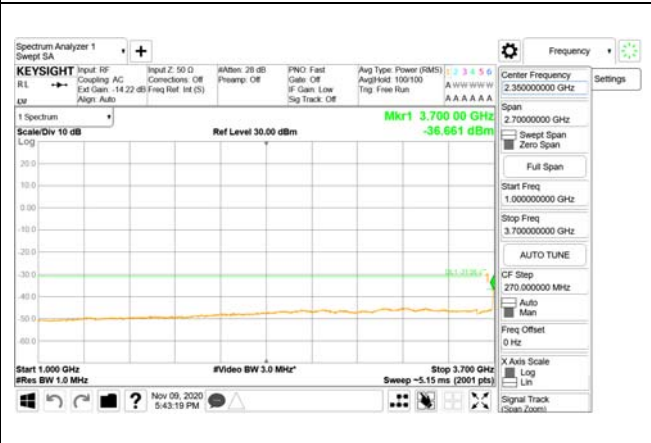 Spectrum Analyzer 1
Swept SA
+
Frequency
KEYSIGHT
RL
Input: RF
Coupling: AC
Ext Gain: -14.22 dB
Align: Auto
Input Z: 50 Ω
Corrections: Off
Freq Ref: Int (S)
#Atten: 28 dB
Preamp: Off
PNO: Fast
Gate: Off
IF Gain: Low
Sig Track: Off
Avg Type: Power (RMS)
Avg|Hold: 100/100
Trig: Free Run
1 2 3 4 5 6
A W W W W W
A A A A A A
1 Spectrum
Scale/Div 10 dB
Ref Level 30.00 dBm
Mkr1 3.700 00 GHz
-36.661 dBm
Log
20.0
10.0
0.00
-10.0
-20.0
-30.0
-40.0
-50.0
-60.0
1
Start 1.000 GHz
#Res BW 1.0 MHz
#Video BW 3.0 MHz*
Stop 3.700 GHz
Sweep ~5.15 ms (2001 pts)
Nov 09, 2020
5:43:19 PM
Settings
Center Frequency
2.350000000 GHz
Span
2.70000000 GHz
Swept Span
Zero Span
Full Span
Start Freq
1.000000000 GHz
Stop Freq
3.700000000 GHz
AUTO TUNE
CF Step
270.000000 MHz
Auto
Man
Freq Offset
0 Hz
X Axis Scale
Log
Lin
Signal Track
(Span Zoom)